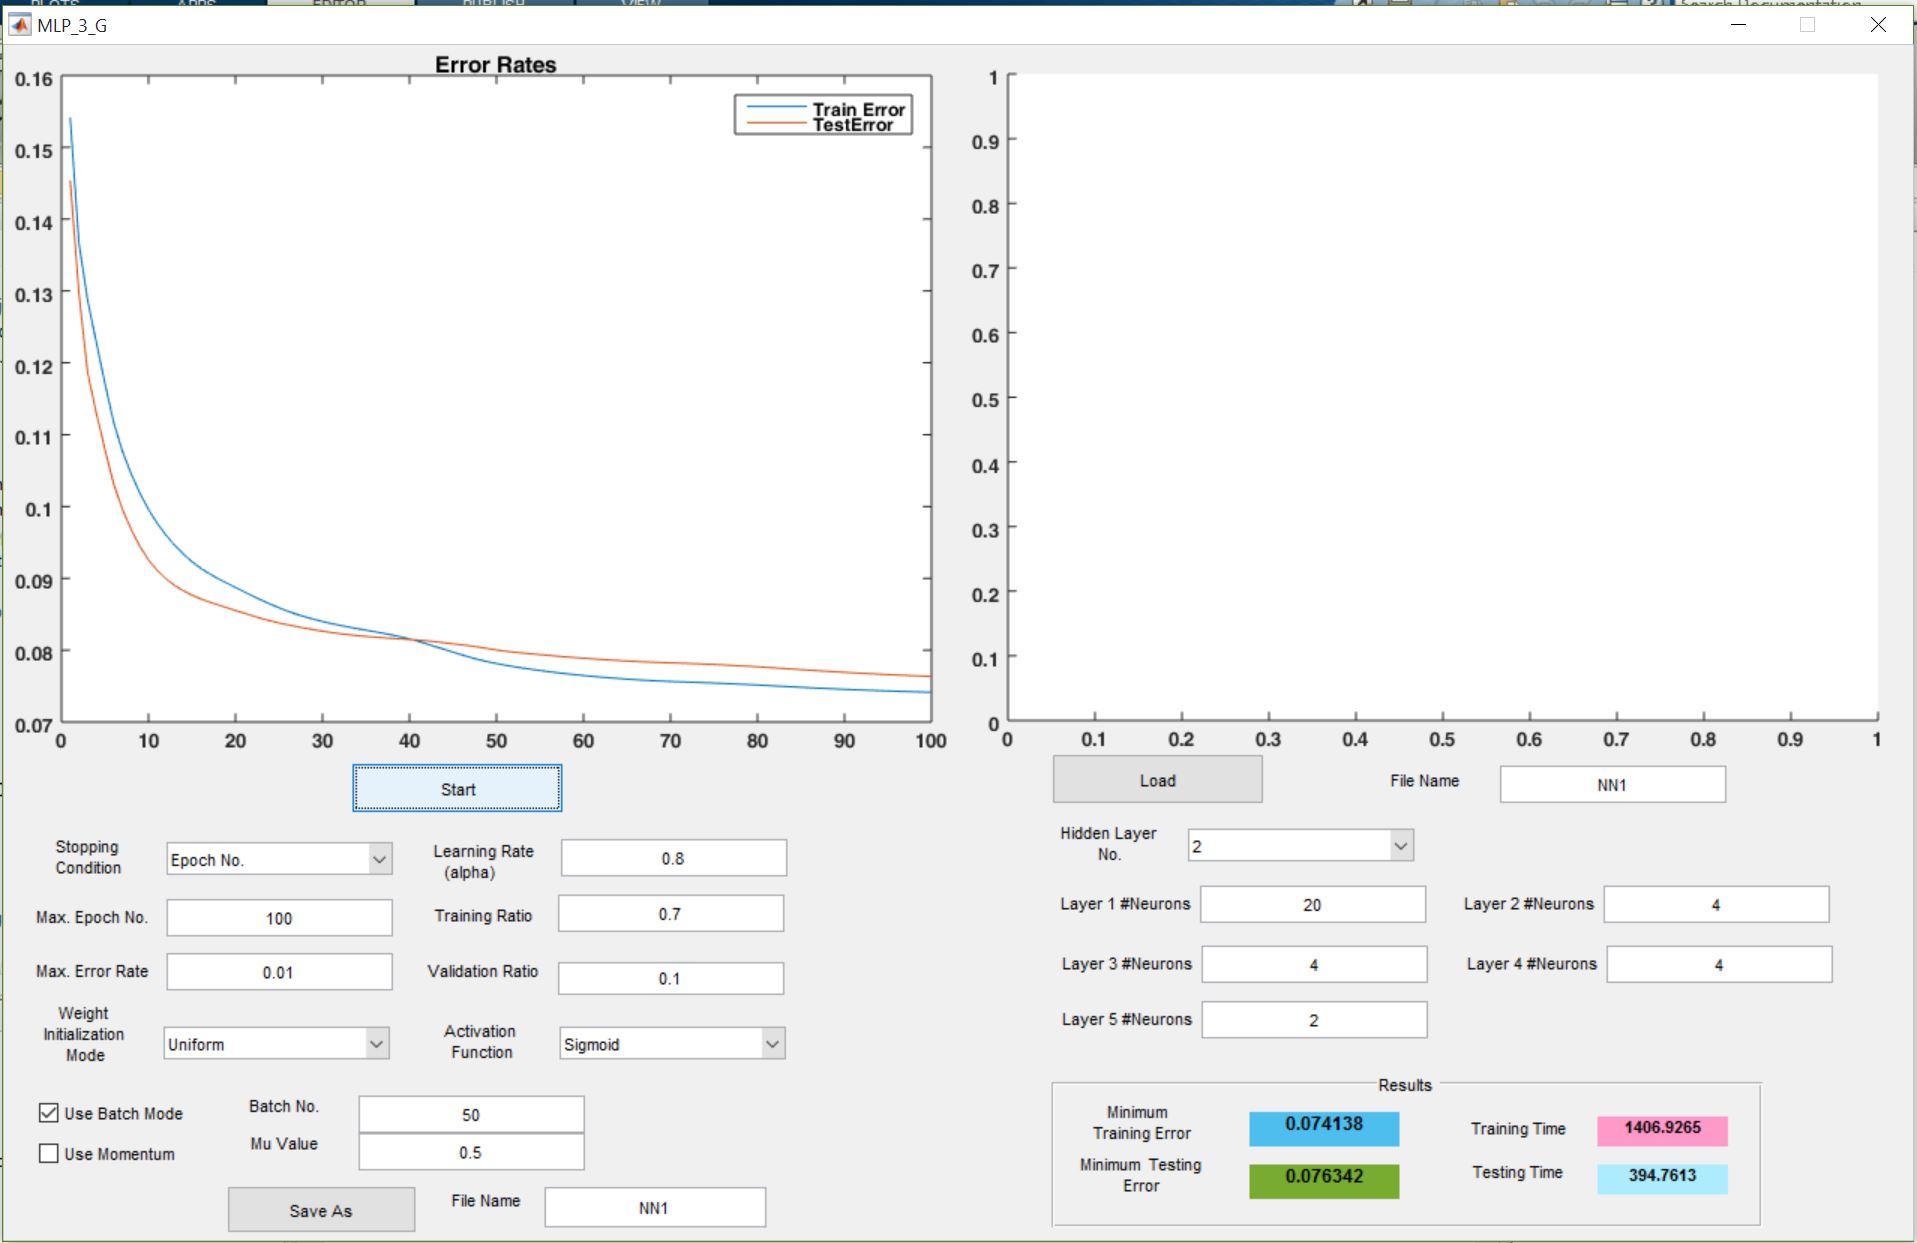 PLOTS APPS EDITOR PUBLISH VIEW Search Documentation
MLP_3_G
Error Rates
Train Error
TestError
0.16
0.15
0.14
0.13
0.12
0.11
0.1
0.09
0.08
0.07
0 10 20 30 40 50 60 70 80 90 100
1
0.9
0.8
0.7
0.6
0.5
0.4
0.3
0.2
0.1
0
0 0.1 0.2 0.3 0.4 0.5 0.6 0.7 0.8 0.9 1
Start
Stopping
Condition
Epoch No.
Learning Rate
(alpha)
0.8
Max. Epoch No.
100
Training Ratio
0.7
Max. Error Rate
0.01
Validation Ratio
0.1
Weight
Initialization
Mode
Uniform
Activation
Function
Sigmoid
Use Batch Mode
Batch No.
50
Use Momentum
Mu Value
0.5
Save As
File Name
NN1
Load
File Name
NN1
Hidden Layer
No.
2
Layer 1 #Neurons
20
Layer 2 #Neurons
4
Layer 3 #Neurons
4
Layer 4 #Neurons
4
Layer 5 #Neurons
2
Results
Minimum
Training Error
0.074138
Training Time
1406.9265
Minimum Testing
Error
0.076342
Testing Time
394.7613